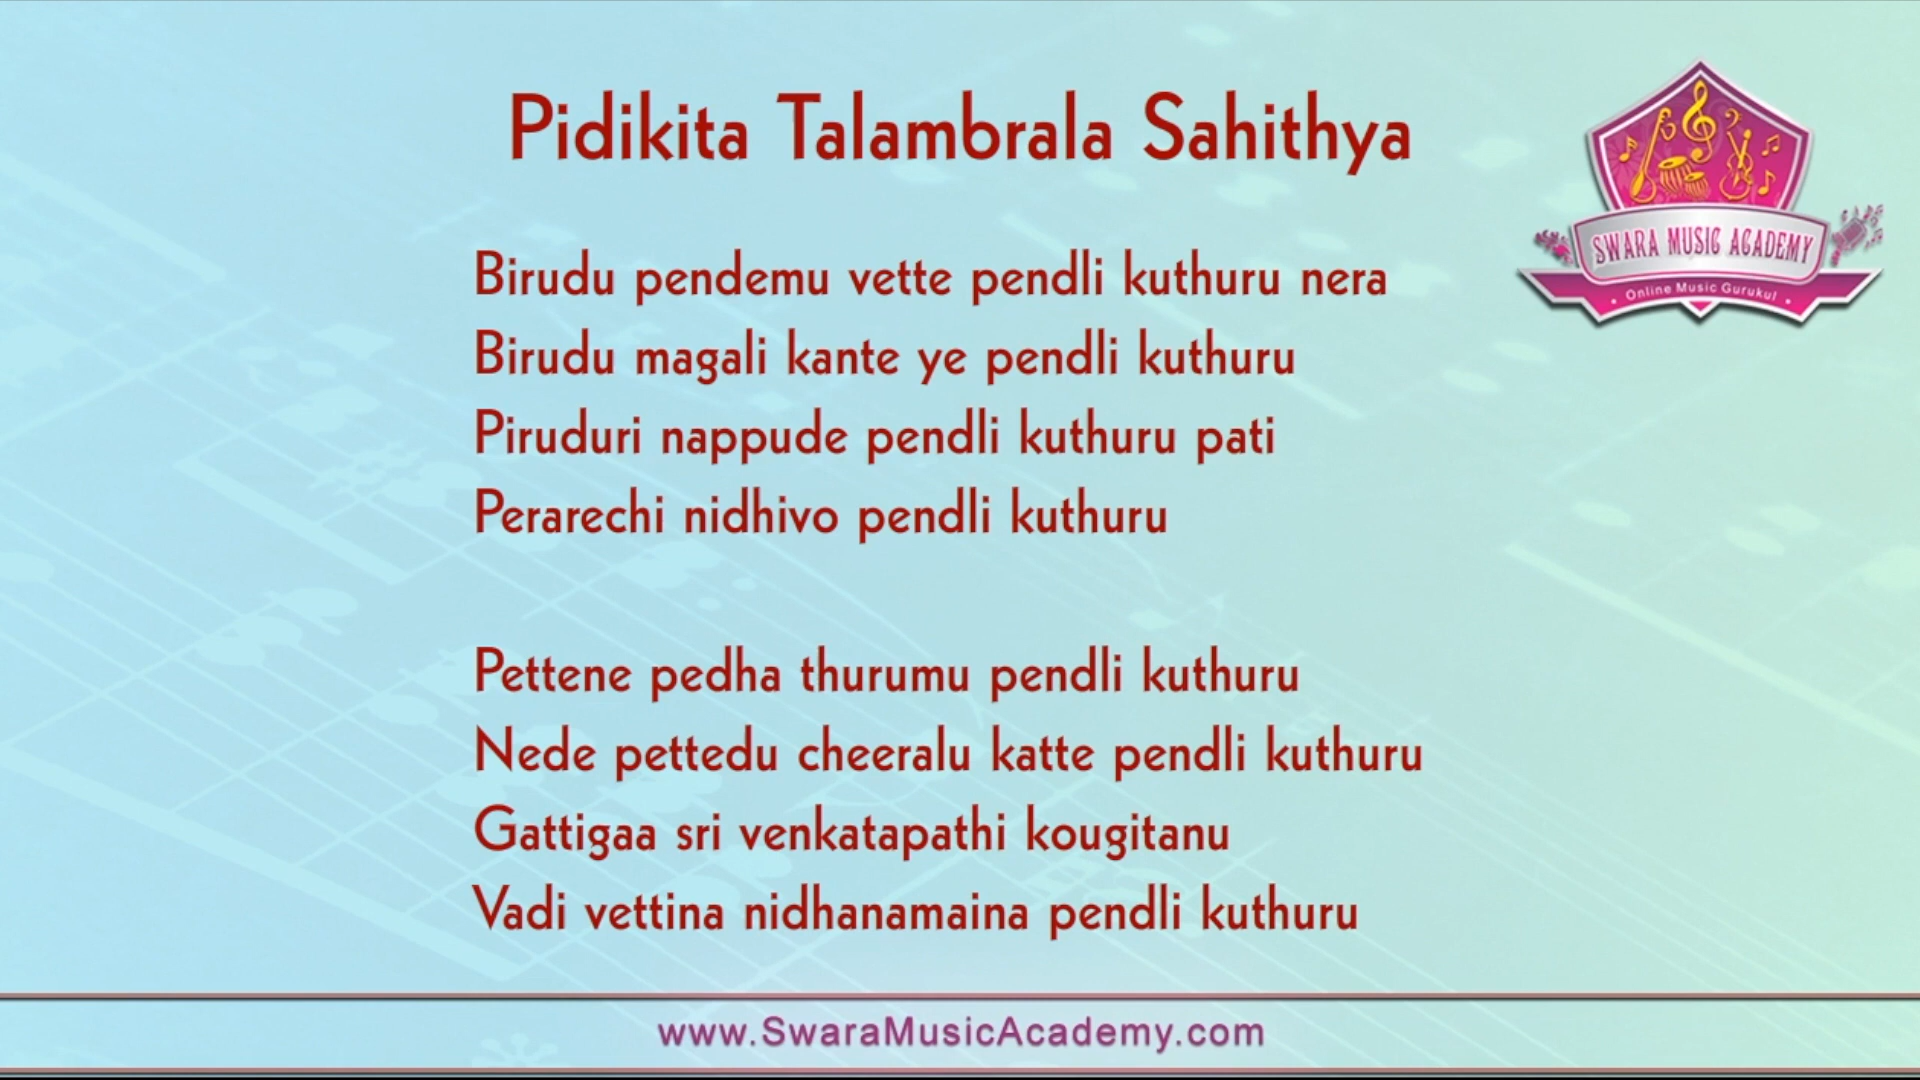 Pidikita Talambrala Sahithya
SWARA MUSIC ACADEMY
Online Music Gurukul
Birudu pendemu vette pendli kuthuru nera
Birudu magali kante ye pendli kuthuru
Piruduri nappude pendli kuthuru pati
Perarechi nidhivo pendli kuthuru
Pettene pedha thurumu pendli kuthuru
Nede pettedu cheeralu katte pendli kuthuru
Gattigaa sri venkatapathi kougitanu
Vadi vettina nidhanamaina pendli kuthuru
www.SwaraMusicAcademy.com